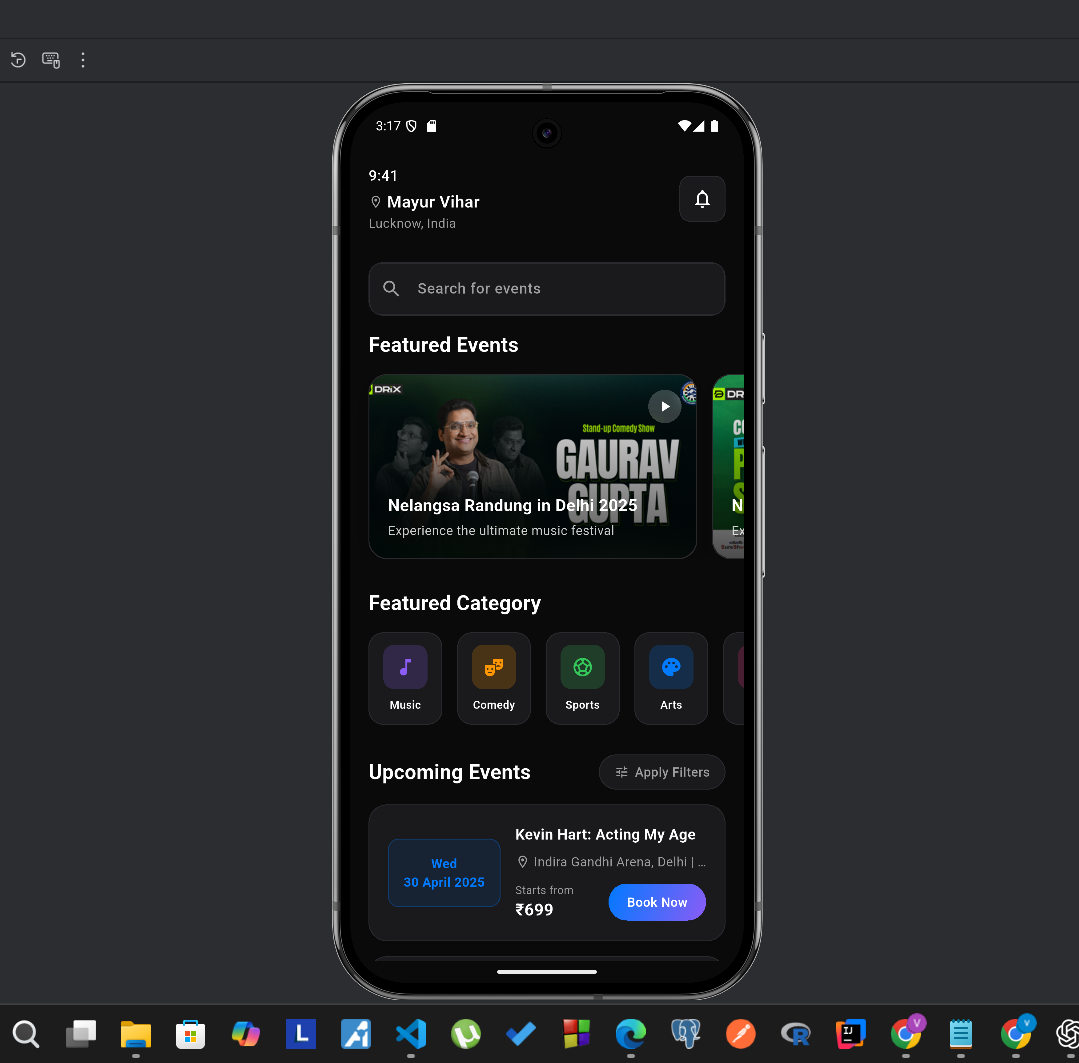 3:17
9:41
Mayur Vihar
Lucknow, India
Search for events
Featured Events
DRiX
Stand-up Comedy Show
GAURAV
GUPTA
Nelangsa Randung in Delhi 2025
Experience the ultimate music festival
DR
N
Ex
Featured Category
Music
Comedy
Sports
Arts
Upcoming Events
Apply Filters
Kevin Hart: Acting My Age
Wed
30 April 2025
Indira Gandhi Arena, Delhi | ...
Starts from
₹699
Book Now
L
R
IJ
V
V